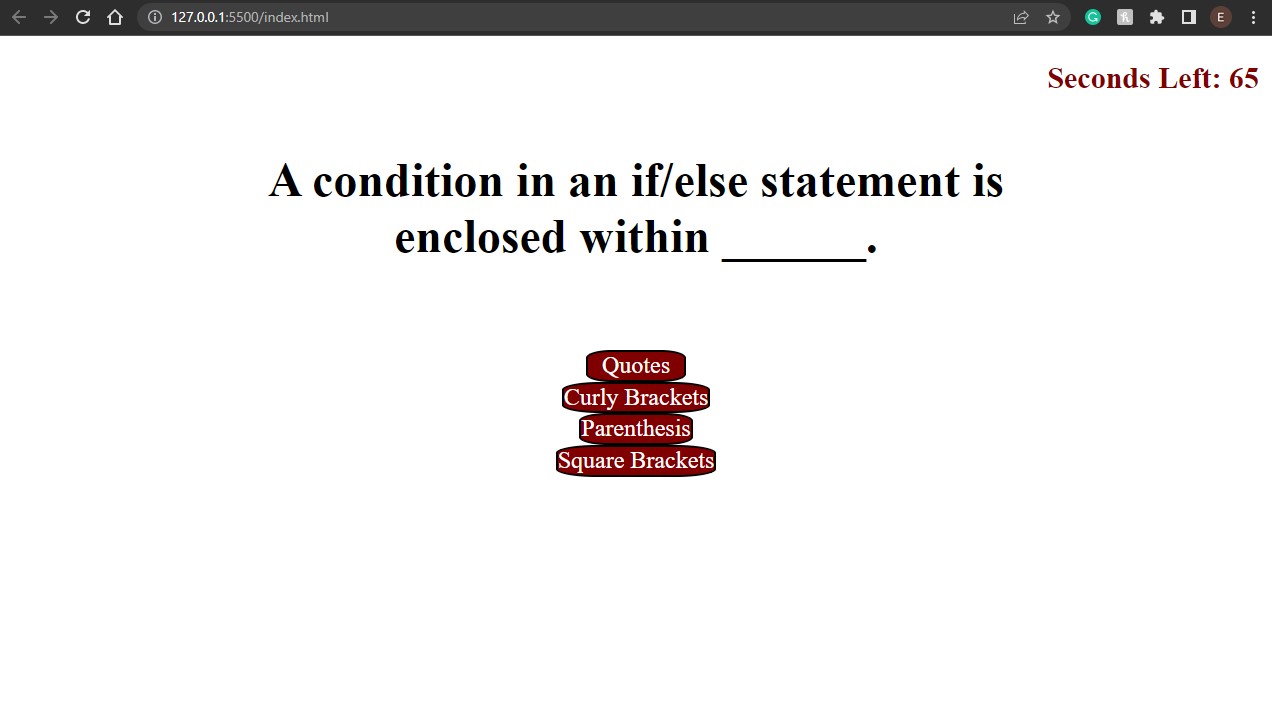 127.0.0.1:5500/index.html
E
Seconds Left: 65
A condition in an if/else statement is
enclosed within ______.
Quotes
Curly Brackets
Parenthesis
Square Brackets